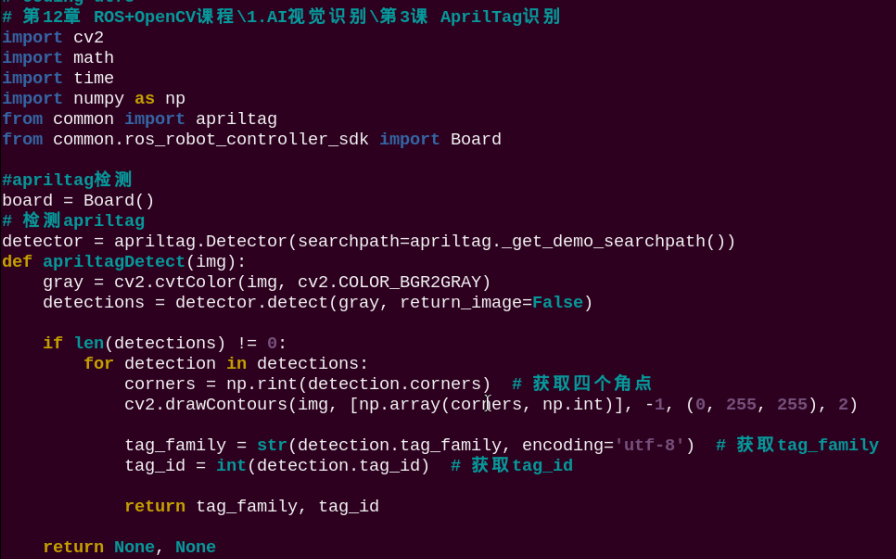 # 第12章 ROS+OpenCV课程\1.AI视觉识别\第3课 AprilTag识别
import cv2
import math
import time
import numpy as np
from common import apriltag
from common.ros_robot_controller_sdk import Board
#apriltag检测
board = Board()
# 检测apriltag
detector = apriltag.Detector(searchpath=apriltag._get_demo_searchpath())
def apriltagDetect(img):
    gray = cv2.cvtColor(img, cv2.COLOR_BGR2GRAY)
    detections = detector.detect(gray, return_image=False)
    if len(detections) != 0:
        for detection in detections:
            corners = np.rint(detection.corners)  # 获取四个角点
            cv2.drawContours(img, [np.array(corners, np.int)], -1, (0, 255, 255), 2)
            tag_family = str(detection.tag_family, encoding='utf-8')  # 获取tag_family
            tag_id = int(detection.tag_id)  # 获取tag_id
            return tag_family, tag_id
    return None, None